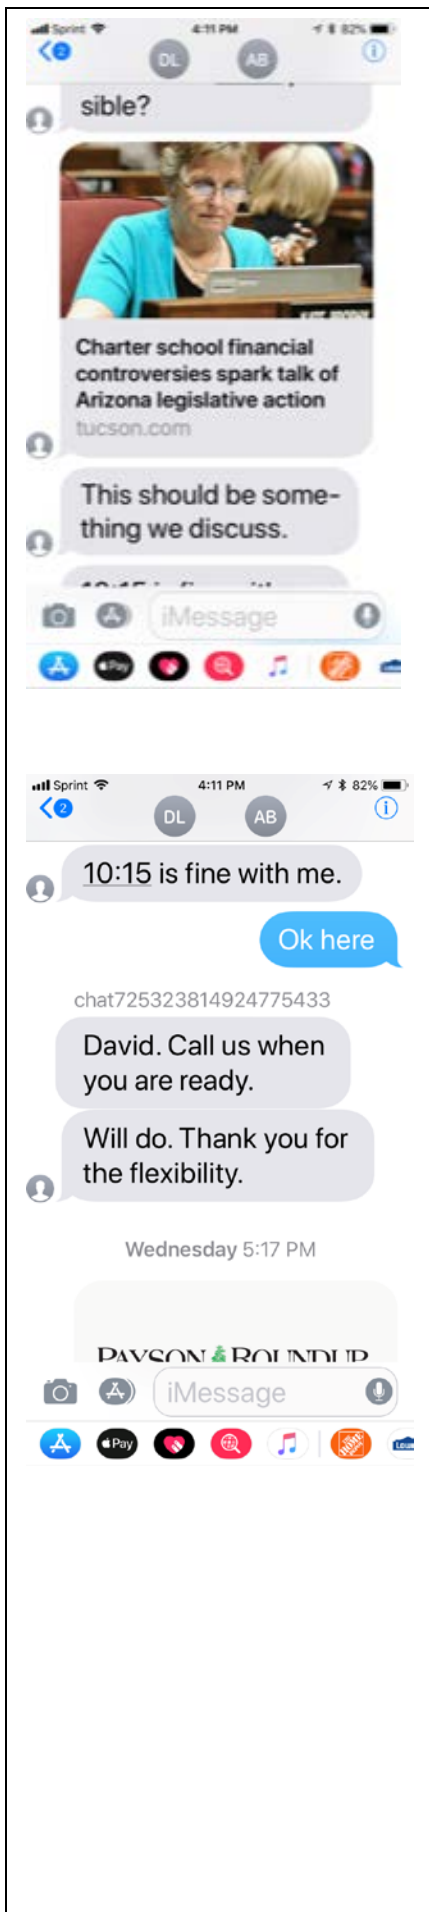 Sprint 4:11 PM 82%
2 DL AB
sible?
Charter school financial
controversies spark talk of
Arizona legislative action
tucson.com
This should be some-
thing we discuss.
iMessage
Pay
Sprint 4:11 PM 82%
2 DL AB
10:15 is fine with me.
Ok here
chat725323814924775433
David. Call us when
you are ready.
Will do. Thank you for
the flexibility.
Wednesday 5:17 PM
PAYSON ROUNDUP
iMessage
Pay